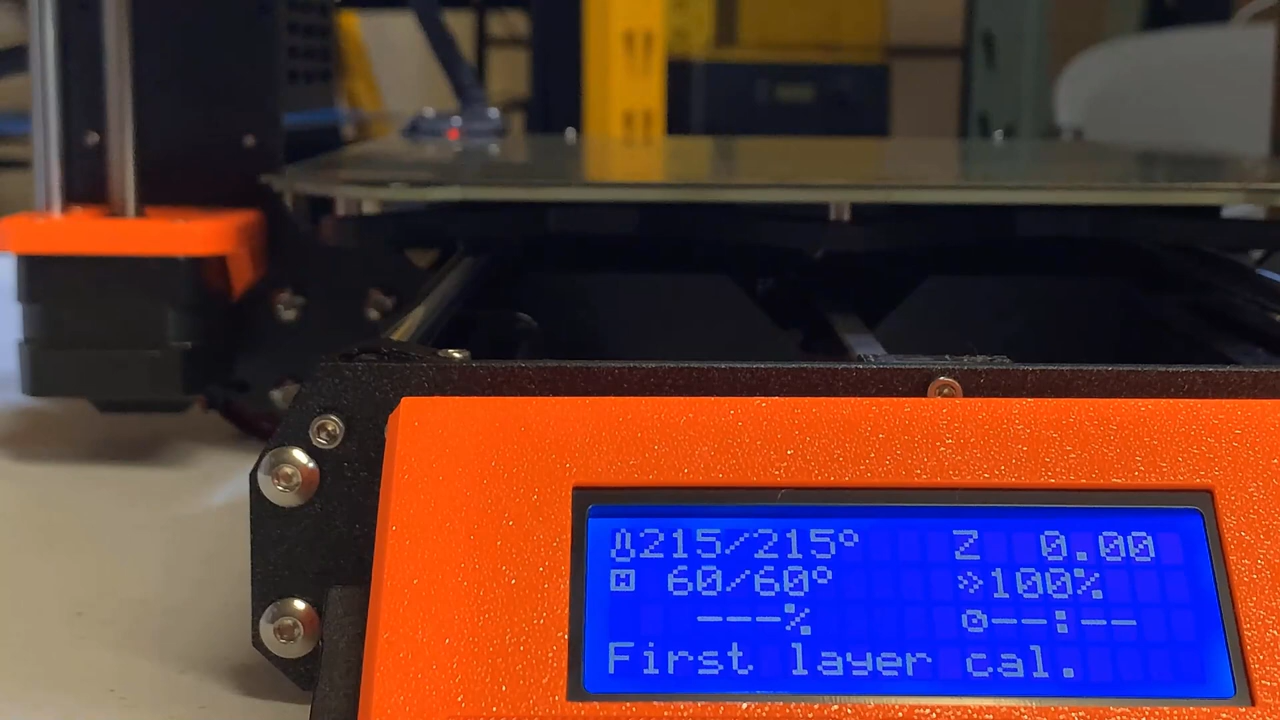 215/215° Z 0.00
60/60° »100%
---% --:--
First layer cal.